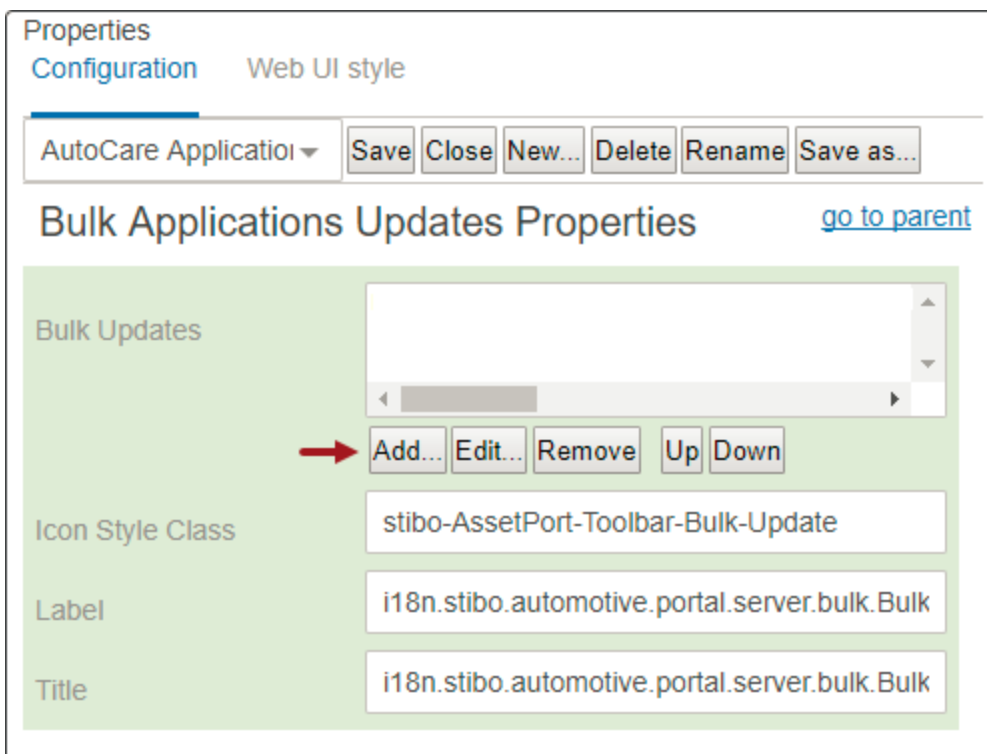 Properties
Configuration Web UI style
AutoCare Application Save Close New... Delete Rename Save as...
Bulk Applications Updates Properties go to parent
Bulk Updates
Add... Edit... Remove Up Down
Icon Style Class stibo-AssetPort-Toolbar-Bulk-Update
Label i18n.stibo.automotive.portal.server.bulk.Bulk
Title i18n.stibo.automotive.portal.server.bulk.Bulk